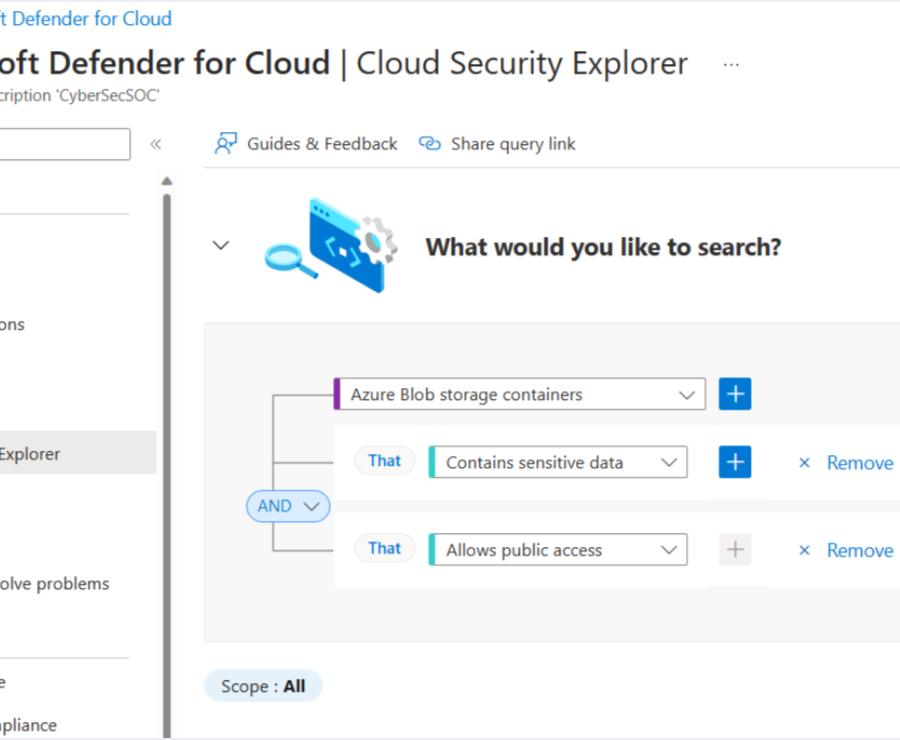 t Defender for Cloud
oft Defender for Cloud | Cloud Security Explorer ...
cription 'CyberSecSOC'
« Guides & Feedback Share query link
What would you like to search?
ons
Azure Blob storage containers +
Explorer
That Contains sensitive data + × Remove
AND
That Allows public access + × Remove
olve problems
Scope : All
e
pliance